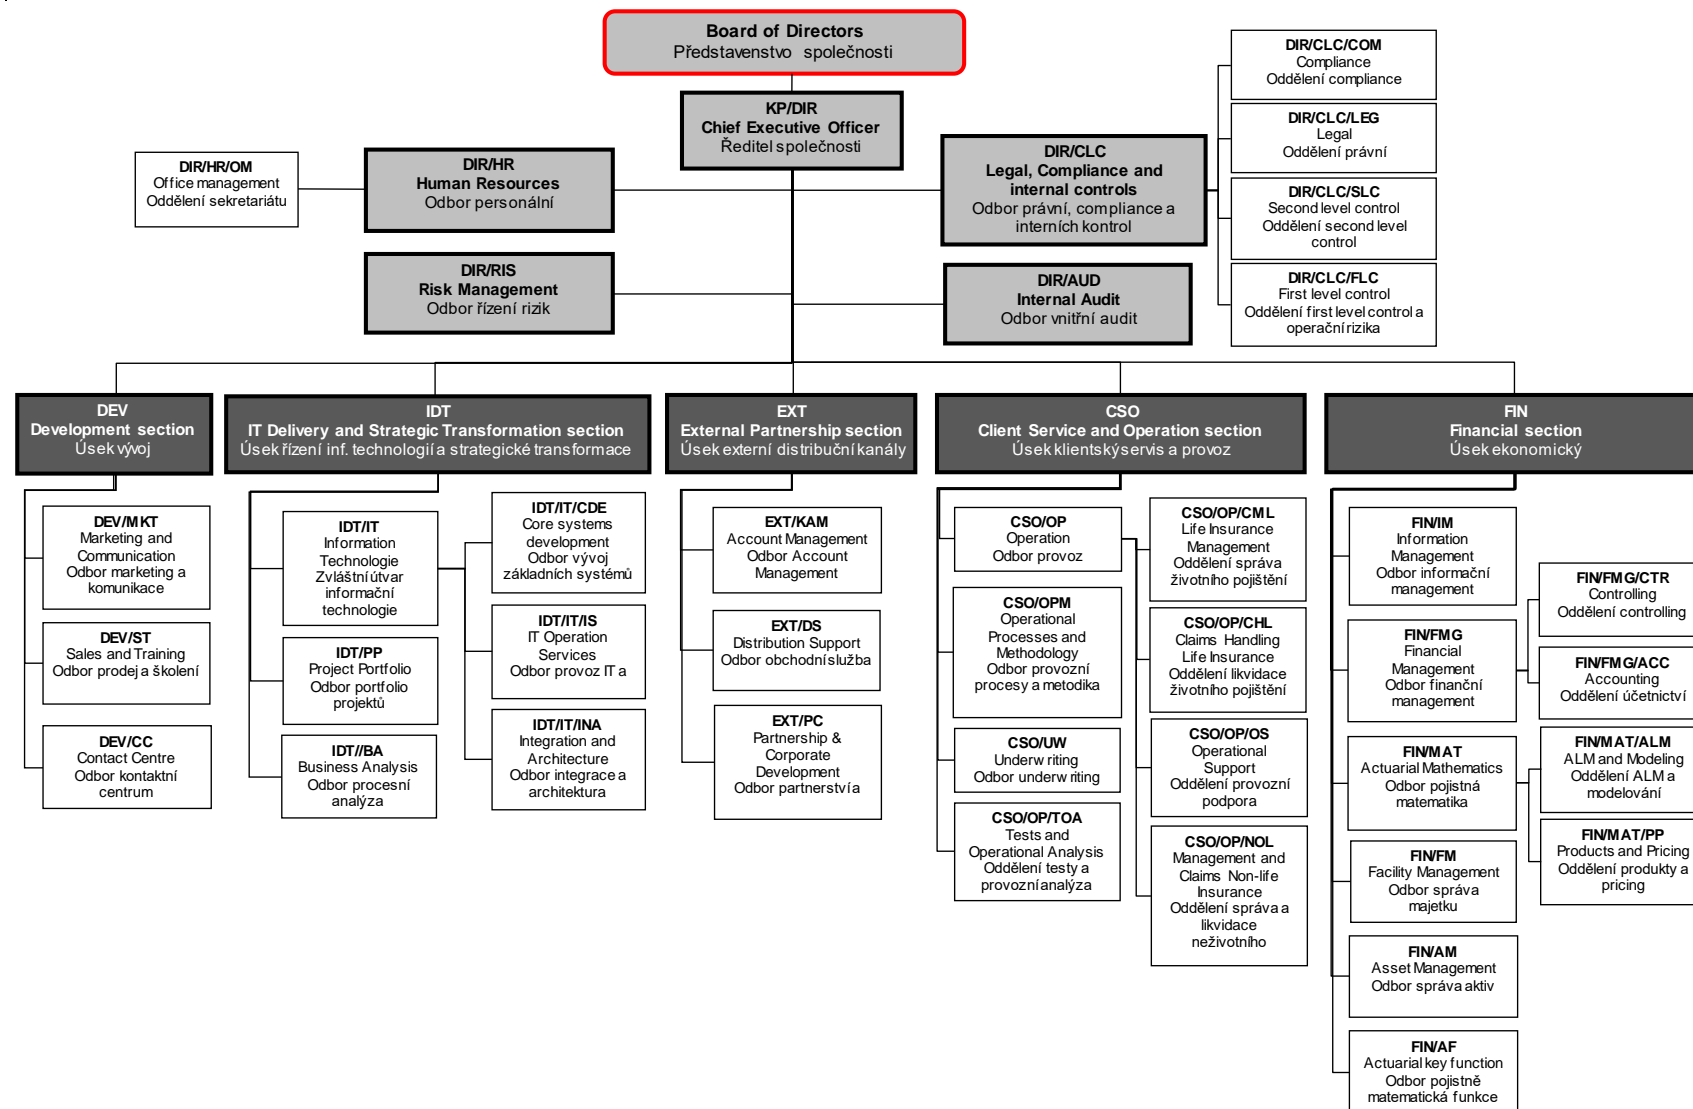 Board of Directors
Představenstvo společnosti
KP/DIR
Chief Executive Officer
Ředitel společnosti
DIR/HR/OM
Office management
Oddělení sekretariátu
DIR/HR
Human Resources
Odbor personální
DIR/CLC
Legal, Compliance and
internal controls
Odbor právní, compliance a
interních kontrol
DIR/CLC/COM
Compliance
Oddělení compliance
DIR/CLC/LEG
Legal
Oddělení právní
DIR/CLC/SLC
Second level control
Oddělení second level
control
DIR/CLC/FLC
First level control
Oddělení first level control a
operační rizika
DIR/RIS
Risk Management
Odbor řízení rizik
DIR/AUD
Internal Audit
Odbor vnitřní audit
DEV
Development section
Úsek vývoj
IDT
IT Delivery and Strategic Transformation section
Úsek řízení inf. technologií a strategické transformace
EXT
External Partnership section
Úsek externí distribuční kanály
CSO
Client Service and Operation section
Úsek klientský servis a provoz
FIN
Financial section
Úsek ekonomický
DEV/MKT
Marketing and
Communication
Odbor marketing a
komunikace
DEV/ST
Sales and Training
Odbor prodej a školení
DEV/CC
Contact Centre
Odbor kontaktní
centrum
IDT/IT
Information
Technologie
Zvláštní útvar
informační
technologie
IDT/PP
Project Portfolio
Odbor portfolio
projektů
IDT//BA
Business Analysis
Odbor procesní
analýza
IDT/IT/CDE
Core systems
development
Odbor vývoj
základních systémů
IDT/IT/IS
IT Operation
Services
Odbor provoz IT a
IDT/IT/INA
Integration and
Architecture
Odbor integrace a
architektura
EXT/KAM
Account Management
Odbor Account
Management
EXT/DS
Distribution Support
Odbor obchodní služba
EXT/PC
Partnership &
Corporate
Development
Odbor partnerství a
CSO/OP
Operation
Odbor provoz
CSO/OPM
Operational
Processes and
Methodology
Odbor provozní
procesy a metodika
CSO/UW
Underwriting
Odbor underwriting
CSO/OP/TOA
Tests and
Operational Analysis
Oddělení testy a
provozní analýza
CSO/OP/CML
Life Insurance
Management
Oddělení správa
životního pojištění
CSO/OP/CHL
Claims Handling
Life Insurance
Oddělení likvidace
životního pojištění
CSO/OP/OS
Operational
Support
Oddělení provozní
podpora
CSO/OP/NOL
Management and
Claims Non-life
Insurance
Oddělení správa a
likvidace
neživotního
FIN/IM
Information
Management
Odbor informační
management
FIN/FMG
Financial
Management
Odbor finanční
management
FIN/MAT
Actuarial Mathematics
Odbor pojistná
matematika
FIN/FM
Facility Management
Odbor správa
majetku
FIN/AM
Asset Management
Odbor správa aktiv
FIN/AF
Actuarial key function
Odbor pojistně
matematická funkce
FIN/FMG/CTR
Controlling
Oddělení controlling
FIN/FMG/ACC
Accounting
Oddělení účetnictví
FIN/MAT/ALM
ALM and Modeling
Oddělení ALM a
modelování
FIN/MAT/PP
Products and Pricing
Oddělení produkty a
pricing